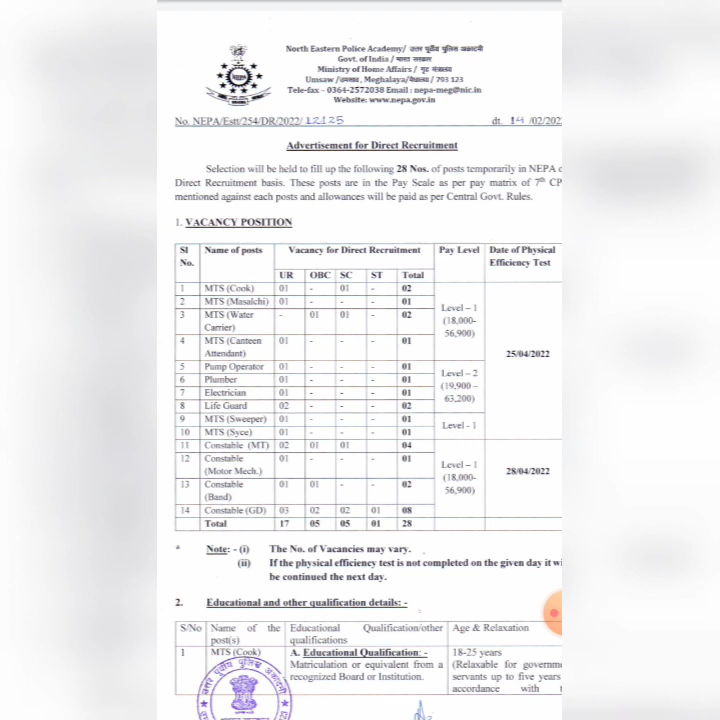 North Eastern Police Academy/ उत्तर पूर्वीय पुलिस अकादमी
Govt. of India / भारत सरकार
Ministry of Home Affairs / गृह मंत्रालय
Umsaw /उमसाव, Meghalaya/मेघालय / 793 123
Tele-fax – 0364-2572038 Email : nepa-meg@nic.in
Website: www.nepa.gov.in
NEPA
No. NEPA/Estt/254/DR/2022/ 12125 dt. 14 /02/202
Advertisement for Direct Recruitment
Selection will be held to fill up the following 28 Nos. of posts temporarily in NEPA
Direct Recruitment basis. These posts are in the Pay Scale as per pay matrix of 7th CP
mentioned against each posts and allowances will be paid as per Central Govt. Rules.
1. VACANCY POSITION
Sl No. Name of posts Vacancy for Direct Recruitment Pay Level Date of Physical
Efficiency Test
UR OBC SC ST Total
1 MTS (Cook) 01 - 01 - 02
2 MTS (Masalchi) 01 - - - 01
3 MTS (Water Carrier) - 01 01 - 02
4 MTS (Canteen Attendant) 01 - - - 01
Level – 1
(18,000-
56,900)
5 Pump Operator 01 - - - 01
6 Plumber 01 - - - 01
7 Electrician 01 - - - 01
8 Life Guard 02 - - - 02
Level – 2
(19,900 –
63,200)
9 MTS (Sweeper) 01 - - - 01
10 MTS (Syce) 01 - - - 01
Level - 1
25/04/2022
11 Constable (MT) 02 01 01 - 04
12 Constable (Motor Mech.) 01 - - - 01
13 Constable (Band) 01 01 - - 02
14 Constable (GD) 03 02 02 01 08
Level – 1
(18,000-
56,900)
28/04/2022
Total 17 05 05 01 28
Note: - (i) The No. of Vacancies may vary.
(ii) If the physical efficiency test is not completed on the given day it wi
be continued the next day.
2. Educational and other qualification details: -
S/No Name of the post(s) Educational Qualification/other qualifications Age & Relaxation
1 MTS (Cook) A. Educational Qualification: - 18-25 years
Matriculation or equivalent from a (Relaxable for governme
recognized Board or Institution. servants up to five years
accordance with
उत्तर पूर्वीय पुलिस अकादमी